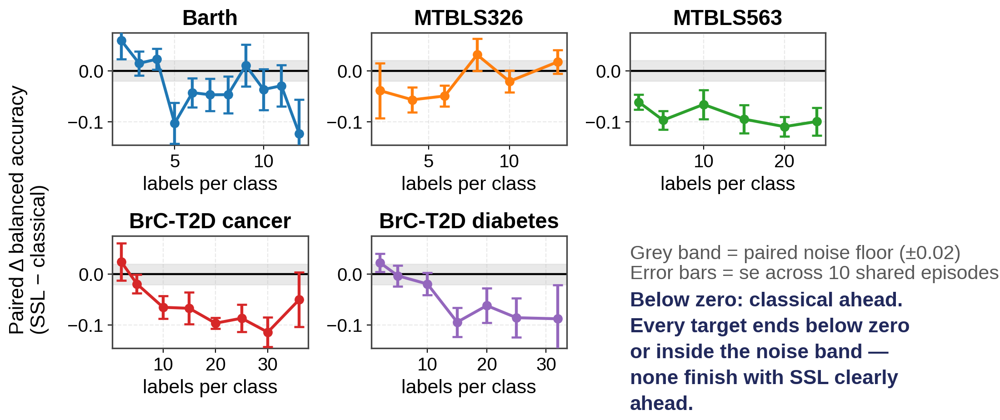 Barth
MTBLS326
MTBLS563
Paired Δ balanced accuracy
(SSL − classical)
0.0
−0.1
5
10
labels per class
0.0
−0.1
5
10
labels per class
0.0
−0.1
10
20
labels per class
BrC-T2D cancer
BrC-T2D diabetes
0.0
−0.1
10
20
30
labels per class
0.0
−0.1
10
20
30
labels per class
Grey band = paired noise floor (±0.02)
Error bars = se across 10 shared episodes
Below zero: classical ahead.
Every target ends below zero
or inside the noise band —
none finish with SSL clearly
ahead.